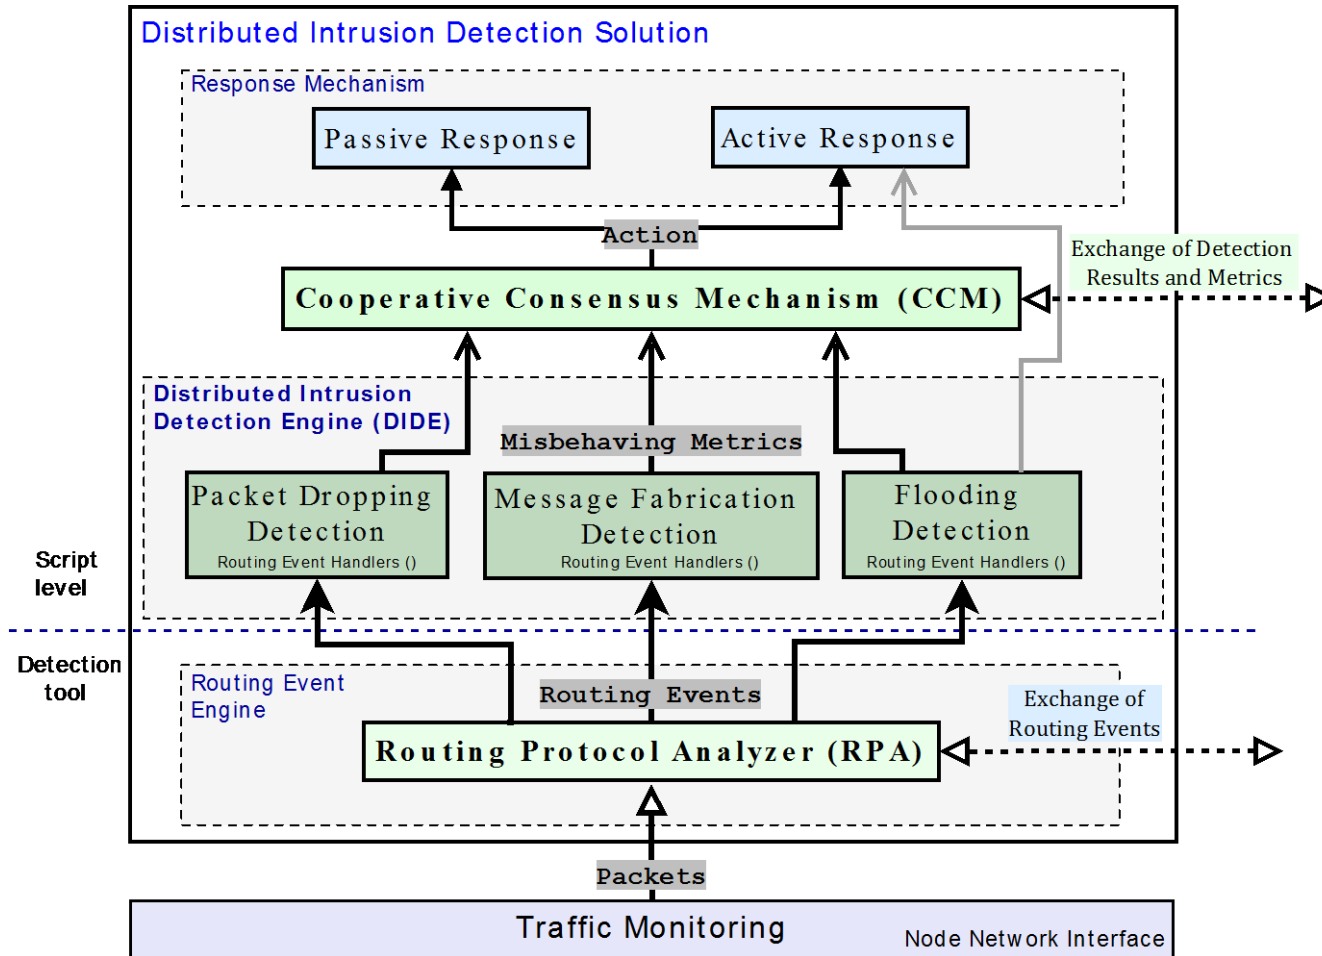 Distributed Intrusion Detection Solution
Response Mechanism
Passive Response
Active Response
Action
Exchange of Detection
Results and Metrics
Cooperative Consensus Mechanism (CCM)
Distributed Intrusion
Detection Engine (DIDE)
Misbehaving Metrics
Packet Dropping
Detection
Routing Event Handlers ()
Message Fabrication
Detection
Routing Event Handlers ()
Flooding
Detection
Routing Event Handlers ()
Script
level
Detection
tool
Routing Event
Engine
Routing Events
Exchange of
Routing Events
Routing Protocol Analyzer (RPA)
Packets
Traffic Monitoring
Node Network Interface